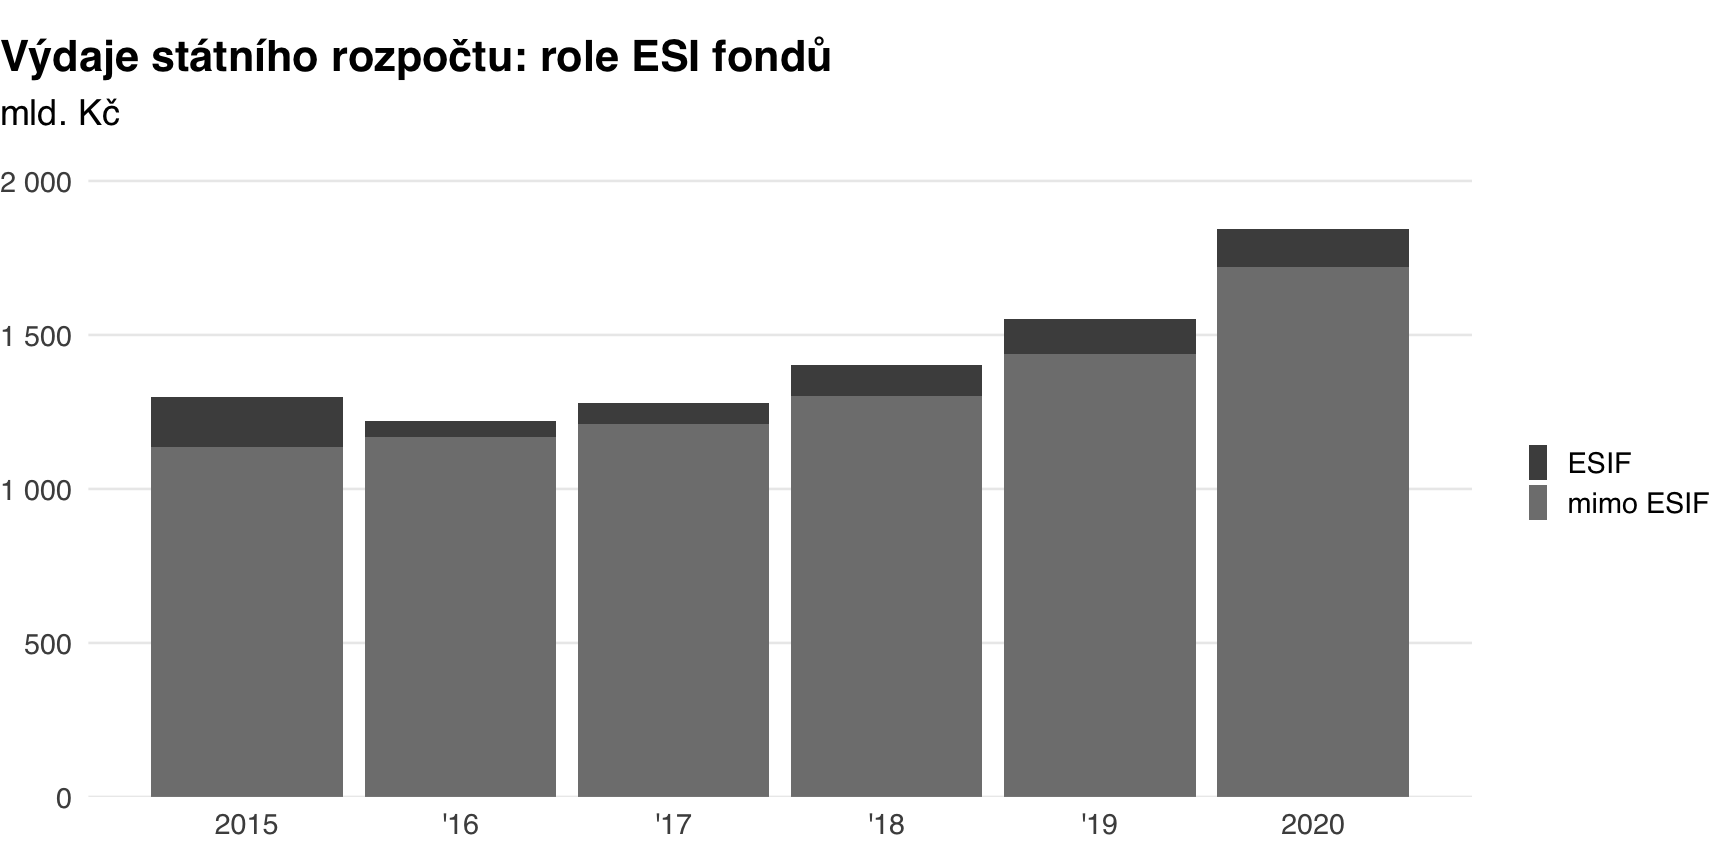 Výdaje státního rozpočtu: role ESI fondů
mld. Kč
2 000
1 500
1 000
500
0
2015 '16 '17 '18 '19 2020
ESIF
mimo ESIF